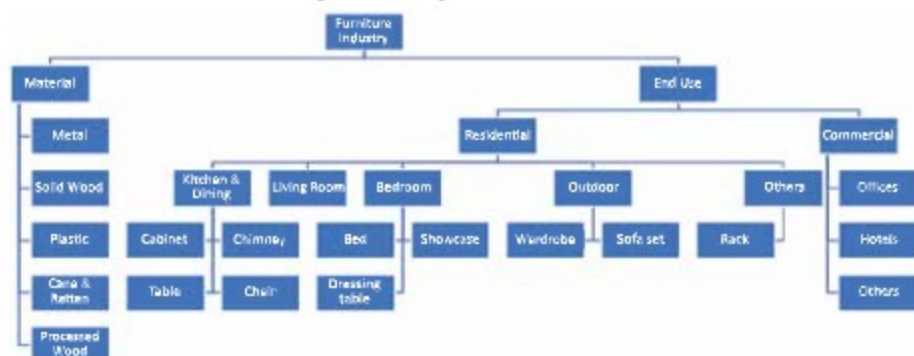 Furniture
Industry
Material
End Use
Metal
Residential
Commercial
Solid Wood
Kitchen &
Dining
Living Room
Bedroom
Outdoor
Others
Offices
Plastic
Cabinet
Chimney
Bed
Showcase
Wardrobe
Sofa set
Rack
Hotels
Cane &
Rattan
Table
Chair
Dressing
table
Others
Processed
Wood